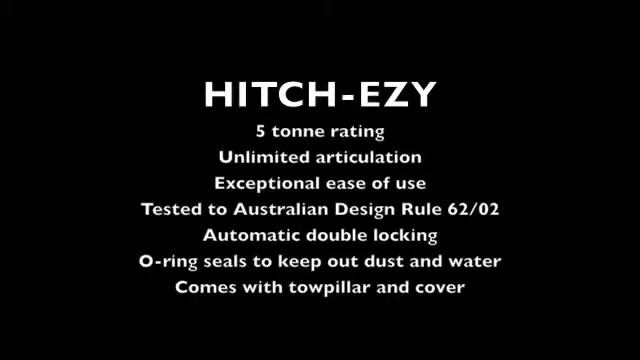 HITCH-EZY
5 tonne rating
Unlimited articulation
Exceptional ease of use
Tested to Australian Design Rule 62/02
Automatic double locking
O-ring seals to keep out dust and water
Comes with towpillar and cover